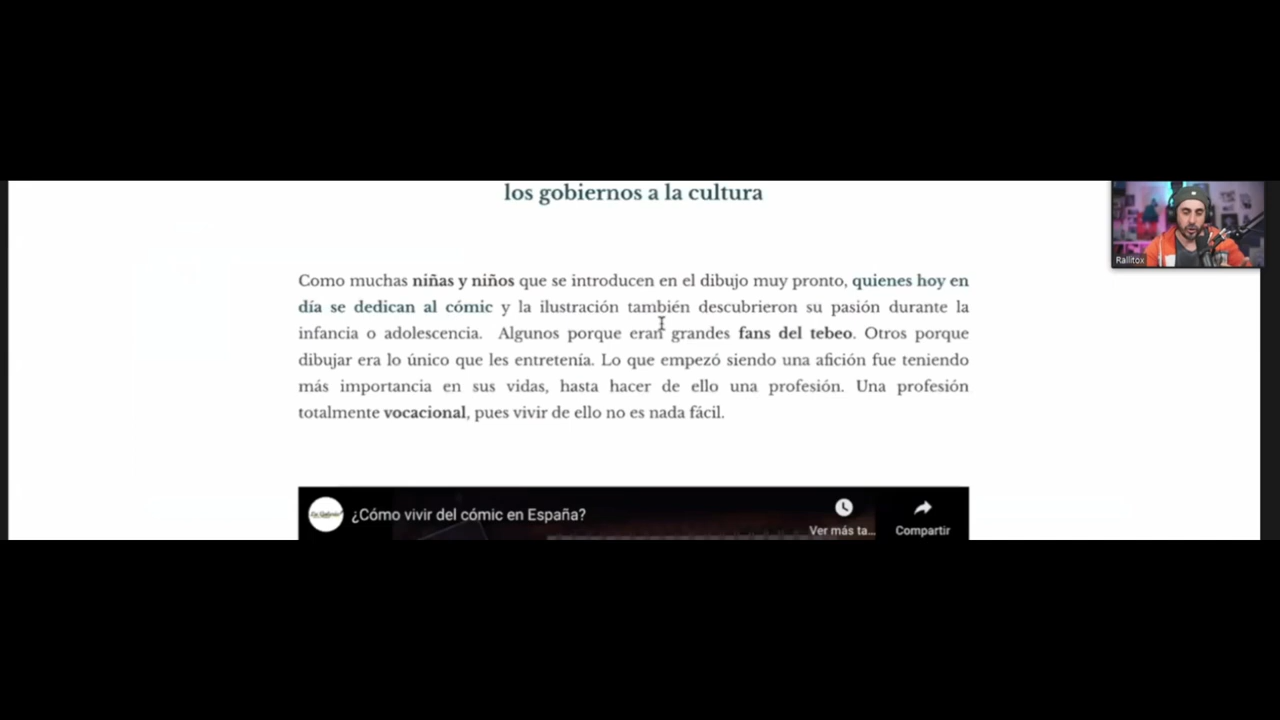 los gobiernos a la cultura
Como muchas niñas y niños que se introducen en el dibujo muy pronto, quienes hoy en
día se dedican al cómic y la ilustración también descubrieron su pasión durante la
infancia o adolescencia. Algunos porque eran grandes fans del tebeo. Otros porque
dibujar era lo único que les entretenía. Lo que empezó siendo una afición fue teniendo
más importancia en sus vidas, hasta hacer de ello una profesión. Una profesión
totalmente vocacional, pues vivir de ello no es nada fácil.
¿Cómo vivir del cómic en España?
Ver más ta...
Compartir
Rallitox